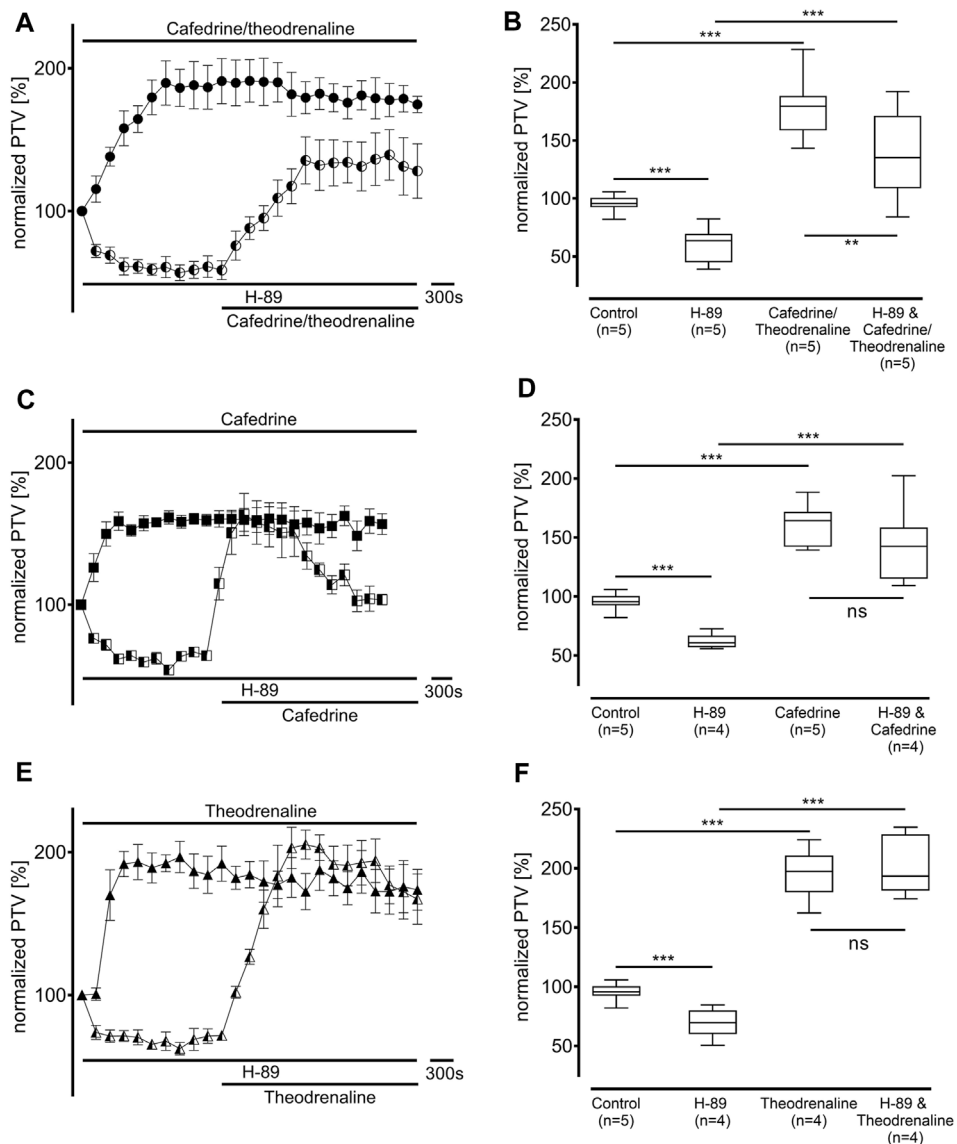 A
Cafedrine/theodrenaline
normalized PTV [%]
200
100
H-89
300s
Cafedrine/theodrenaline
B
normalized PTV [%]
250
200
150
100
50
***
***
***
**
Control
(n=5)
H-89
(n=5)
Cafedrine/
Theodrenaline
(n=5)
H-89 &
Cafedrine/
Theodrenaline
(n=5)
C
Cafedrine
normalized PTV [%]
200
100
H-89
300s
Cafedrine
D
normalized PTV [%]
250
200
150
100
50
***
***
***
ns
Control
(n=5)
H-89
(n=4)
Cafedrine
(n=5)
H-89 &
Cafedrine
(n=4)
E
Theodrenaline
normalized PTV [%]
200
100
H-89
300s
Theodrenaline
F
normalized PTV [%]
250
200
150
100
50
***
***
***
ns
Control
(n=5)
H-89
(n=4)
Theodrenaline
(n=4)
H-89 &
Theodrenaline
(n=4)